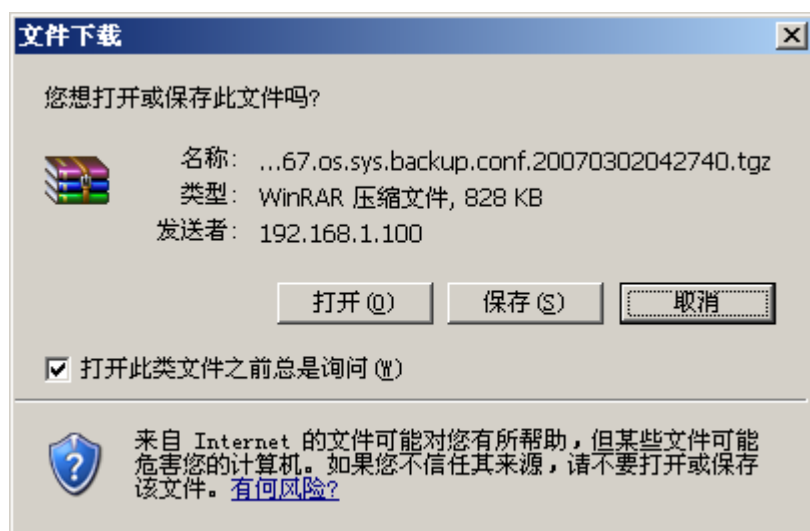 文件下载
您想打开或保存此文件吗?
名称: ...67.os.sys.backup.conf.20070302042740.tgz
类型: WinRAR 压缩文件, 828 KB
发送者: 192.168.1.100
打开(O) 保存(S) 取消
打开此类文件之前总是询问(W)
来自 Internet 的文件可能对您有所帮助，但某些文件可能
危害您的计算机。如果您不信任其来源，请不要打开或保存
该文件。有何风险?